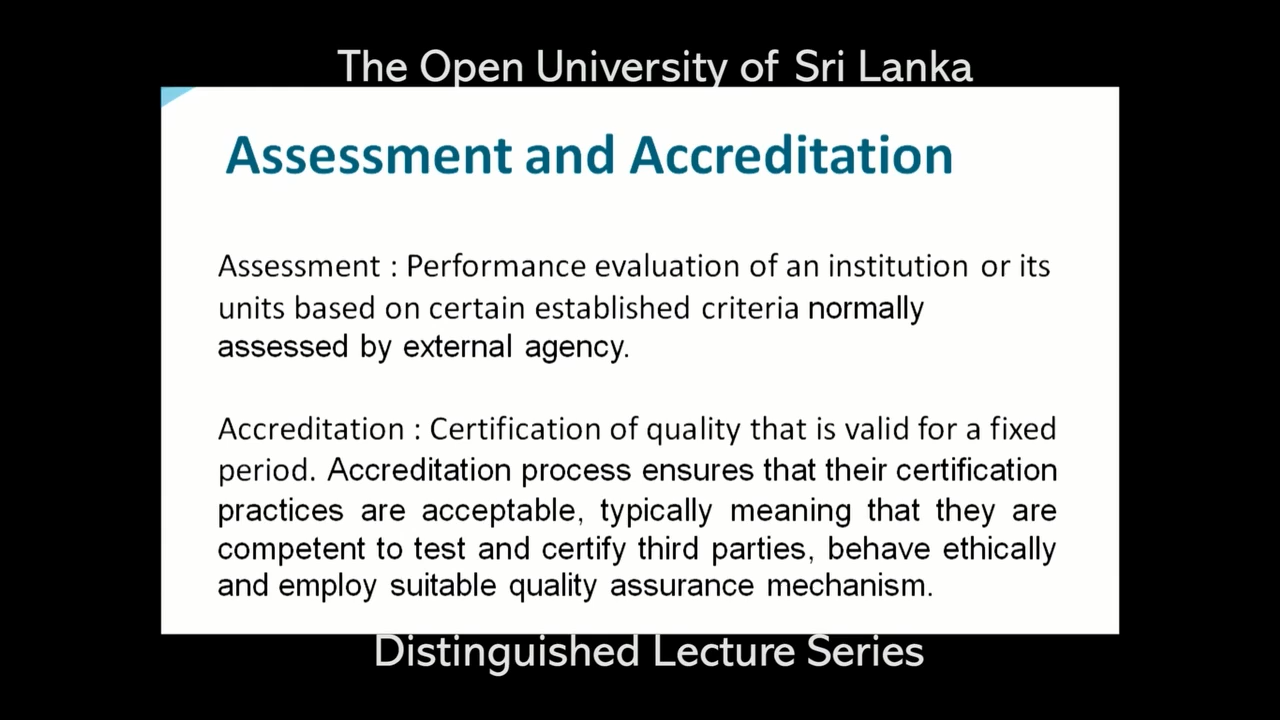 The Open University of Sri Lanka
Assessment and Accreditation
Assessment : Performance evaluation of an institution or its
units based on certain established criteria normally
assessed by external agency.
Accreditation : Certification of quality that is valid for a fixed
period. Accreditation process ensures that their certification
practices are acceptable, typically meaning that they are
competent to test and certify third parties, behave ethically
and employ suitable quality assurance mechanism.
Distinguished Lecture Series